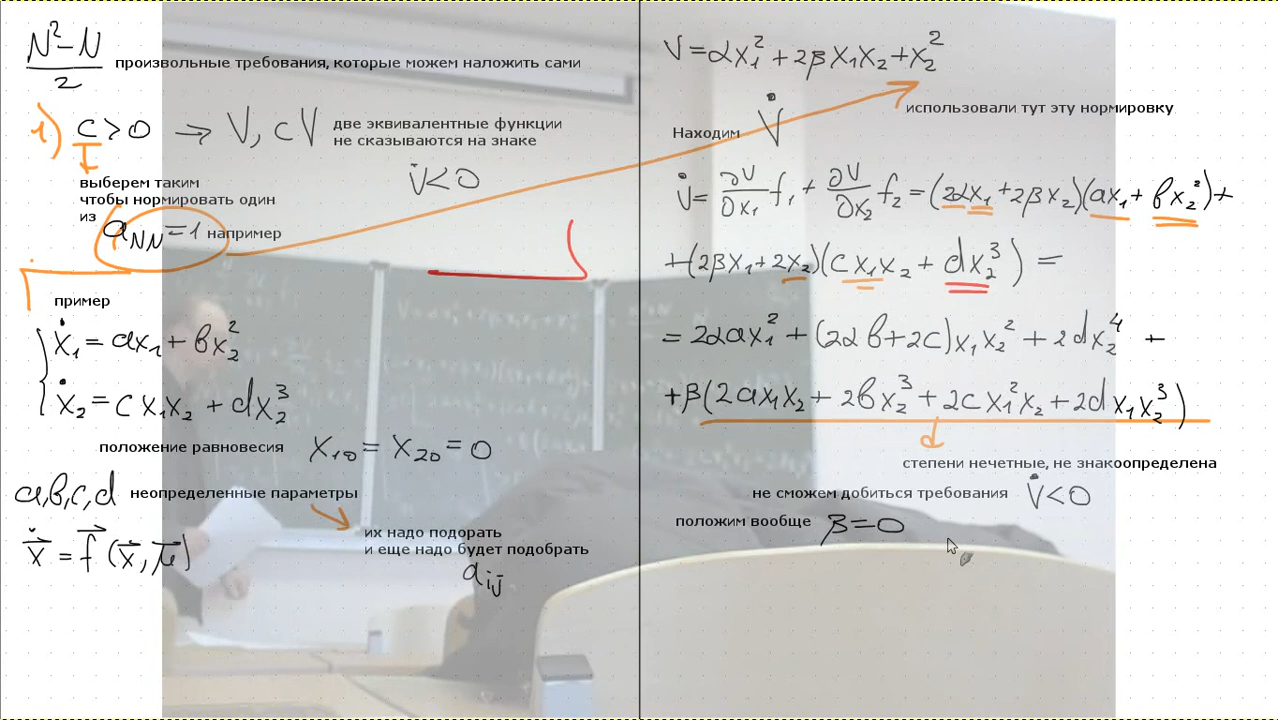 N² - N / 2 произвольные требования, которые можем наложить сами
1) c > 0 → V, cV две эквивалентные функции
не сказываются на знаке
V̇ < 0
выберем таким
чтобы нормировать один
из
a_NN = 1 например
пример
ẋ₁ = ax₁ + bx₂²
ẋ₂ = cx₁x₂ + dx₂³
положение равновесия x₁₀ = x₂₀ = 0
a, b, c, d неопределенные параметры
их надо подорать
и еще надо будет подобрать
a_ij
ẋ = f (x, μ)
V = αx₁² + 2βx₁x₂ + x₂²
использовали тут эту нормировку
Находим V̇
V̇ = ∂V/∂x₁ f₁ + ∂V/∂x₂ f₂ = (2αx₁ + 2βx₂)(ax₁ + bx₂²) +
+ (2βx₁ + 2x₂)(cx₁x₂ + dx₂³) =
= 2αax₁² + (2αb + 2c)x₁x₂² + 2dx₂⁴ +
+ β(2ax₁x₂ + 2bx₂³ + 2cx₁²x₂ + 2dx₁x₂³)
степени нечетные, не знакоопределена
не сможем добиться требования V̇ < 0
положим вообще β = 0